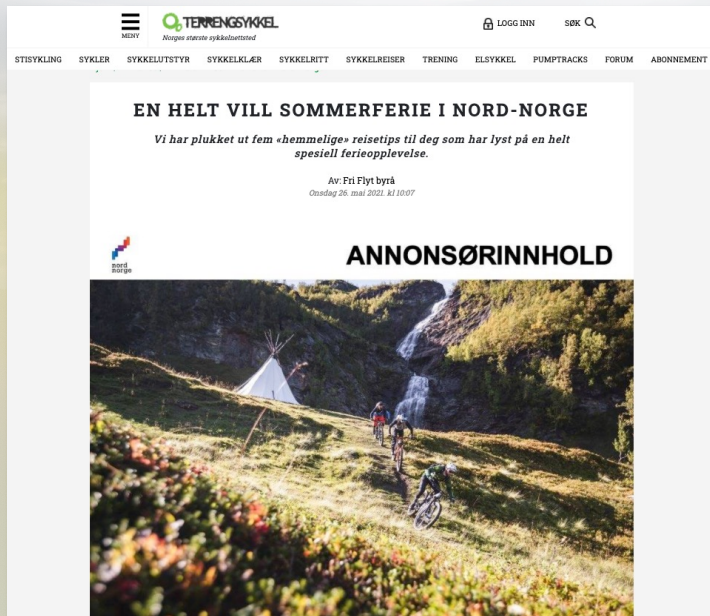 MENY
TERRENGSYKKEL
Norges største sykkelnettsted
LOGG INN
SØK
STISYKLING SYKLER SYKKELUTSTYR SYKKELKLÆR SYKKELRITT SYKKELREISER TRENING ELSYKKEL PUMPTRACKS FORUM ABONNEMENT
EN HELT VILL SOMMERFERIE I NORD-NORGE
Vi har plukket ut fem «hemmelige» reisetips til deg som har lyst på en helt
spesiell ferieopplevelse.
Av: Fri Flyt byrå
Onsdag 26. mai 2021. kl 10:07
nord
norge
ANNONSØRINNHOLD